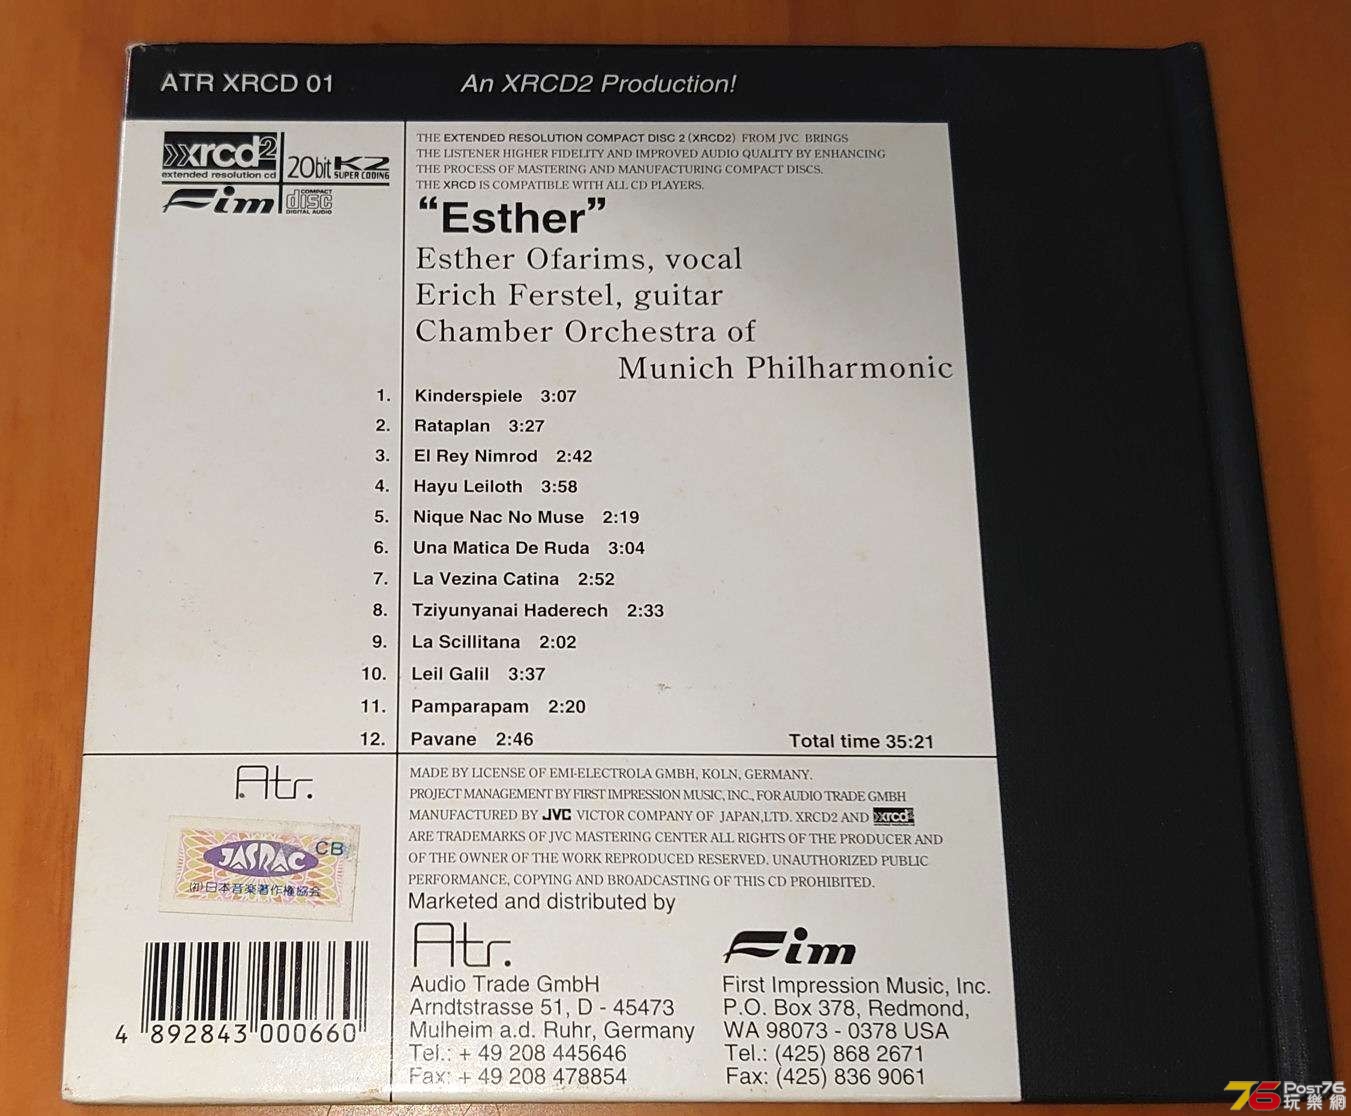 ATR XRCD 01 An XRCD2 Production!
xrcd2
extended resolution cd
20bit K2
SUPER CODING
Fim
COMPACT
disc
DIGITAL AUDIO
THE EXTENDED RESOLUTION COMPACT DISC 2 (XRCD2) FROM JVC BRINGS
THE LISTENER HIGHER FIDELITY AND IMPROVED AUDIO QUALITY BY ENHANCING
THE PROCESS OF MASTERING AND MANUFACTURING COMPACT DISCS.
THE XRCD IS COMPATIBLE WITH ALL CD PLAYERS.
“Esther”
Esther Ofarims, vocal
Erich Ferstel, guitar
Chamber Orchestra of
Munich Philharmonic
1. Kinderspiele 3:07
2. Rataplan 3:27
3. El Rey Nimrod 2:42
4. Hayu Leiloth 3:58
5. Nique Nac No Muse 2:19
6. Una Matica De Ruda 3:04
7. La Vezina Catina 2:52
8. Tziyunyanai Haderech 2:33
9. La Scillitana 2:02
10. Leil Galil 3:37
11. Pamparapam 2:20
12. Pavane 2:46 Total time 35:21
Atr.
JASRAC CB
(社)日本音楽著作権協会
4 892843 000660
MADE BY LICENSE OF EMI-ELECTROLA GMBH, KOLN, GERMANY.
PROJECT MANAGEMENT BY FIRST IMPRESSION MUSIC, INC., FOR AUDIO TRADE GMBH
MANUFACTURED BY JVC VICTOR COMPANY OF JAPAN,LTD. XRCD2 AND xrcd2
ARE TRADEMARKS OF JVC MASTERING CENTER ALL RIGHTS OF THE PRODUCER AND
OF THE OWNER OF THE WORK REPRODUCED RESERVED. UNAUTHORIZED PUBLIC
PERFORMANCE, COPYING AND BROADCASTING OF THIS CD PROHIBITED.
Marketed and distributed by
Atr.
Audio Trade GmbH
Arndtstrasse 51, D - 45473
Mulheim a.d. Ruhr, Germany
Tel.: + 49 208 445646
Fax: + 49 208 478854
Fim
First Impression Music, Inc.
P.O. Box 378, Redmond,
WA 98073 - 0378 USA
Tel.: (425) 868 2671
Fax: (425) 836 9061
76 POST76
玩樂網